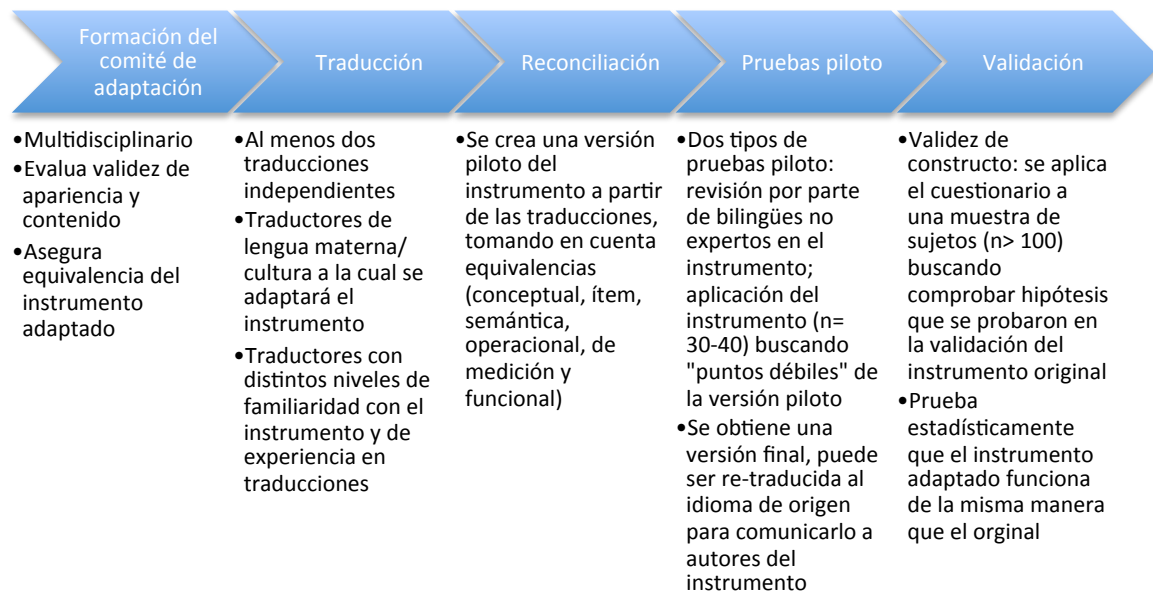 Formación del
comité de
adaptación
Traducción
Reconciliación
Pruebas piloto
Validación
•Multidisciplinario
•Evalua validez de
apariencia y
contenido
•Asegura
equivalencia del
instrumento
adaptado
•Al menos dos
traducciones
independientes
•Traductores de
lengua materna/
cultura a la cual se
adaptará el
instrumento
•Traductores con
distintos niveles de
familiaridad con el
instrumento y de
experiencia en
traducciones
•Se crea una versión
piloto del
instrumento a partir
de las traducciones,
tomando en cuenta
equivalencias
(conceptual, ítem,
semántica,
operacional, de
medición y
funcional)
•Dos tipos de
pruebas piloto:
revisión por parte
de bilingües no
expertos en el
instrumento;
aplicación del
instrumento (n=
30-40) buscando
"puntos débiles" de
la versión piloto
•Se obtiene una
versión final, puede
ser re-traducida al
idioma de origen
para comunicarlo a
autores del
instrumento
•Validez de
constructo: se aplica
el cuestionario a
una muestra de
sujetos (n> 100)
buscando
comprobar hipótesis
que se probaron en
la validación del
instrumento original
•Prueba
estadísticamente
que el instrumento
adaptado funciona
de la misma manera
que el orginal